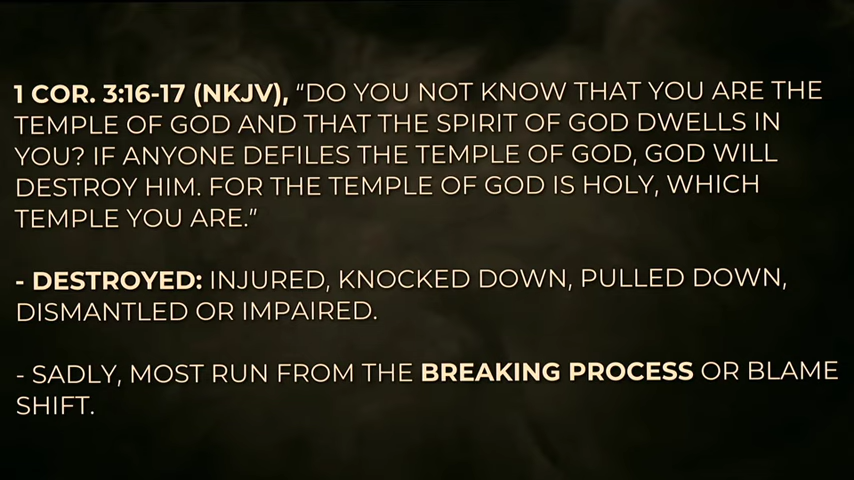 1 COR. 3:16-17 (NKJV), “DO YOU NOT KNOW THAT YOU ARE THE
TEMPLE OF GOD AND THAT THE SPIRIT OF GOD DWELLS IN
YOU? IF ANYONE DEFILES THE TEMPLE OF GOD, GOD WILL
DESTROY HIM. FOR THE TEMPLE OF GOD IS HOLY, WHICH
TEMPLE YOU ARE.”
- DESTROYED: INJURED, KNOCKED DOWN, PULLED DOWN,
DISMANTLED OR IMPAIRED.
- SADLY, MOST RUN FROM THE BREAKING PROCESS OR BLAME
SHIFT.